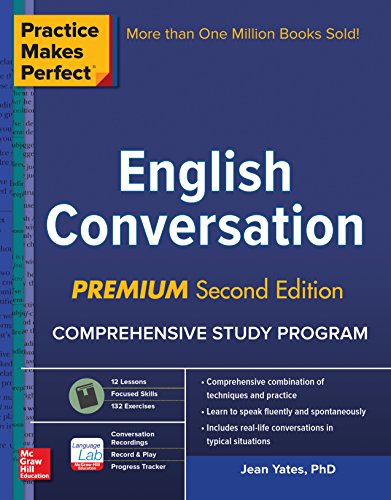 Practice
Makes
Perfect®
More than One Million Books Sold!
English
Conversation
PREMIUM Second Edition
COMPREHENSIVE STUDY PROGRAM
12 Lessons
Focused Skills
132 Exercises
Language
Lab
McGraw-Hill Education
Conversation
Recordings
Record & Play
Progress Tracker
• Comprehensive combination of
techniques and practice
• Learn to speak fluently and spontaneously
• Includes real-life conversations in
typical situations
Mc
Graw
Hill
Education
Jean Yates, PhD